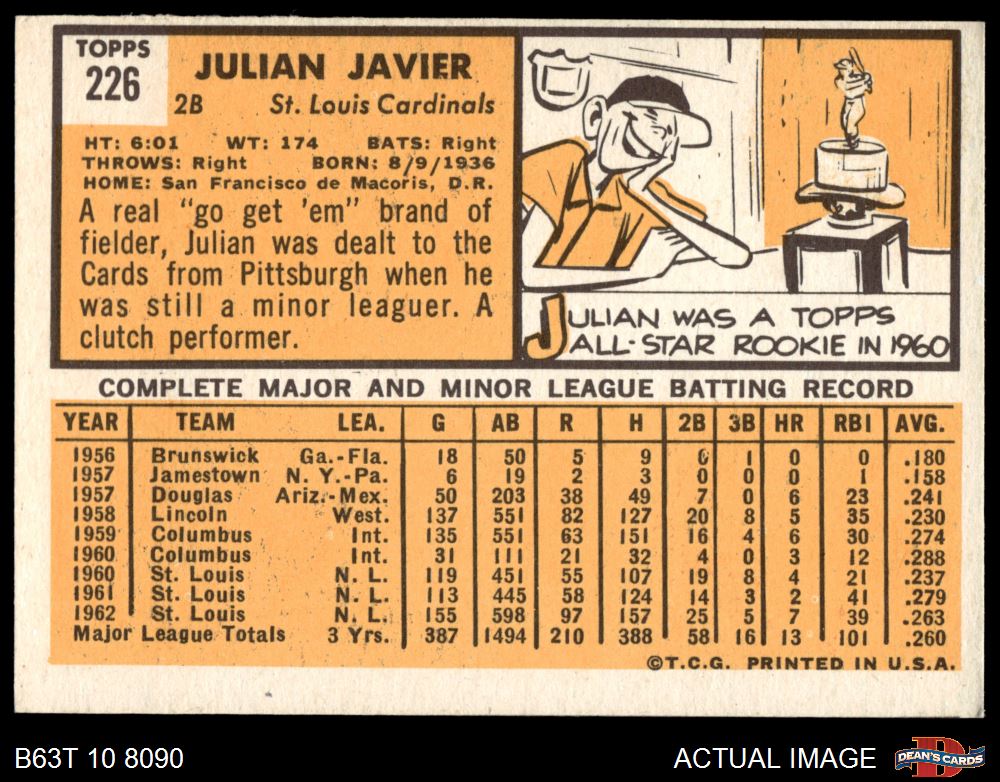 TOPPS
226
JULIAN JAVIER
2B St. Louis Cardinals
HT: 6:01 WT: 174 BATS: Right
THROWS: Right BORN: 8/9/1936
HOME: San Francisco de Macoris, D.R.
A real "go get 'em" brand of
fielder, Julian was dealt to the
Cards from Pittsburgh when he
was still a minor leaguer. A
clutch performer.
JULIAN WAS A TOPPS
ALL-STAR ROOKIE IN 1960
COMPLETE MAJOR AND MINOR LEAGUE BATTING RECORD
YEAR TEAM LEA. G AB R H 2B 3B HR RBI AVG.
1956 Brunswick Ga.-Fla. 18 50 5 9 0 1 0 0 .180
1957 Jamestown N. Y.-Pa. 6 19 2 3 0 0 0 1 .158
1957 Douglas Ariz.-Mex. 50 203 38 49 7 0 6 23 .241
1958 Lincoln West. 137 551 82 127 20 8 5 35 .230
1959 Columbus Int. 135 551 63 151 16 4 6 30 .274
1960 Columbus Int. 31 111 21 32 4 0 3 12 .288
1960 St. Louis N. L. 119 451 55 107 19 8 4 21 .237
1961 St. Louis N. L. 113 445 58 124 14 3 2 41 .279
1962 St. Louis N. L. 155 598 97 157 25 5 7 39 .263
Major League Totals 3 Yrs. 387 1494 210 388 58 16 13 101 .260
©T.C.G. PRINTED IN U.S.A.
B63T 10 8090
ACTUAL IMAGE
D
DEAN'S CARDS